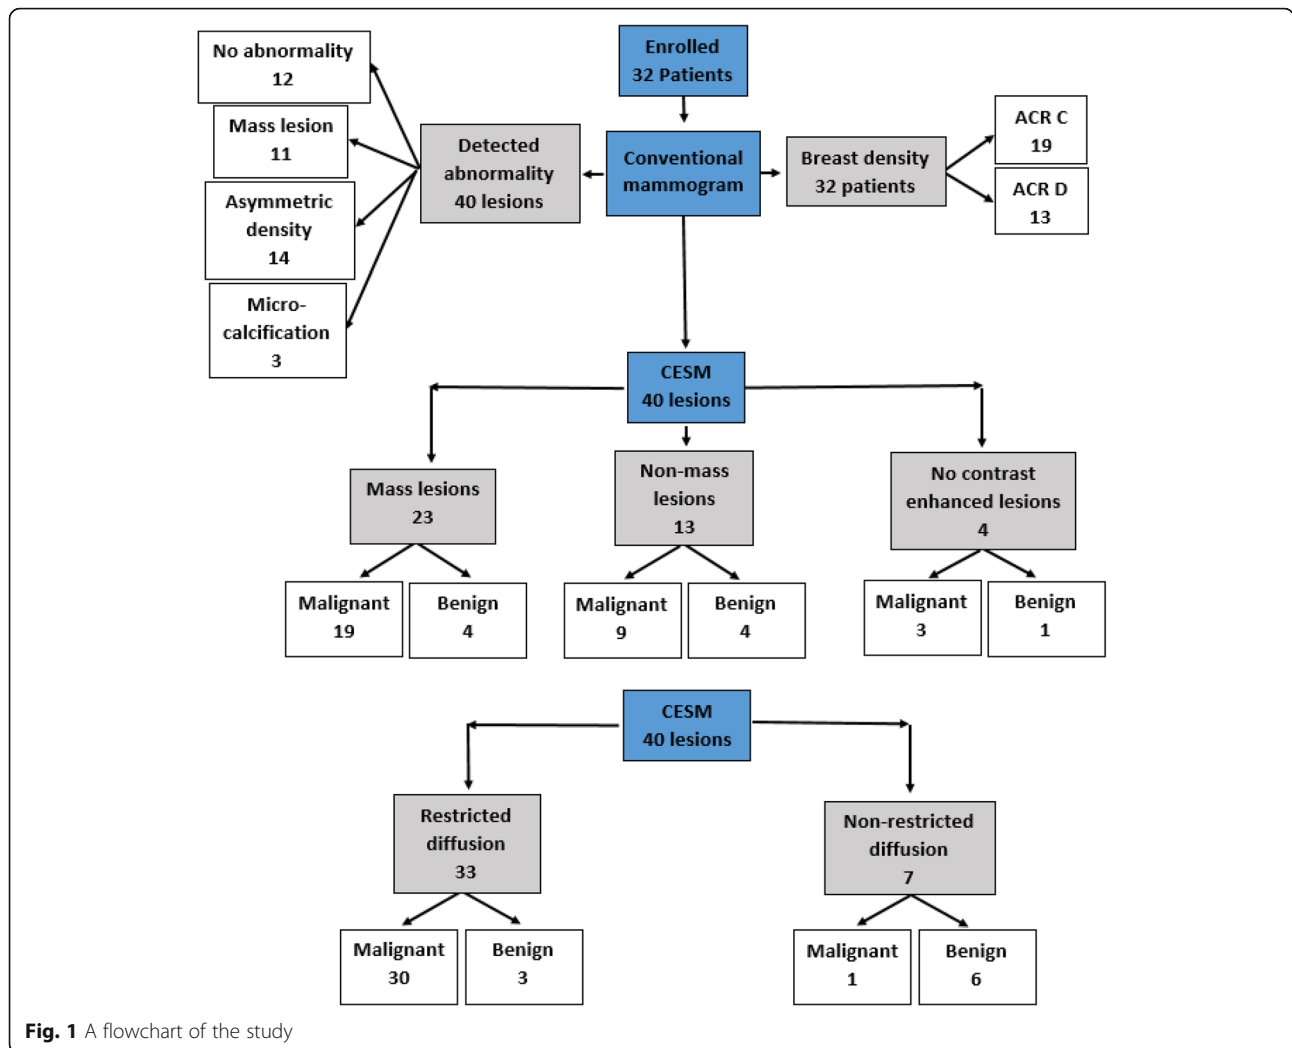 Enrolled
32 Patients
Conventional
mammogram
Detected
abnormality
40 lesions
No abnormality
12
Mass lesion
11
Asymmetric
density
14
Micro-
calcification
3
Breast density
32 patients
ACR C
19
ACR D
13
CESM
40 lesions
Mass lesions
23
Malignant
19
Benign
4
Non-mass
lesions
13
Malignant
9
Benign
4
No contrast
enhanced lesions
4
Malignant
3
Benign
1
CESM
40 lesions
Restricted
diffusion
33
Malignant
30
Benign
3
Non-restricted
diffusion
7
Malignant
1
Benign
6
Fig. 1 A flowchart of the study